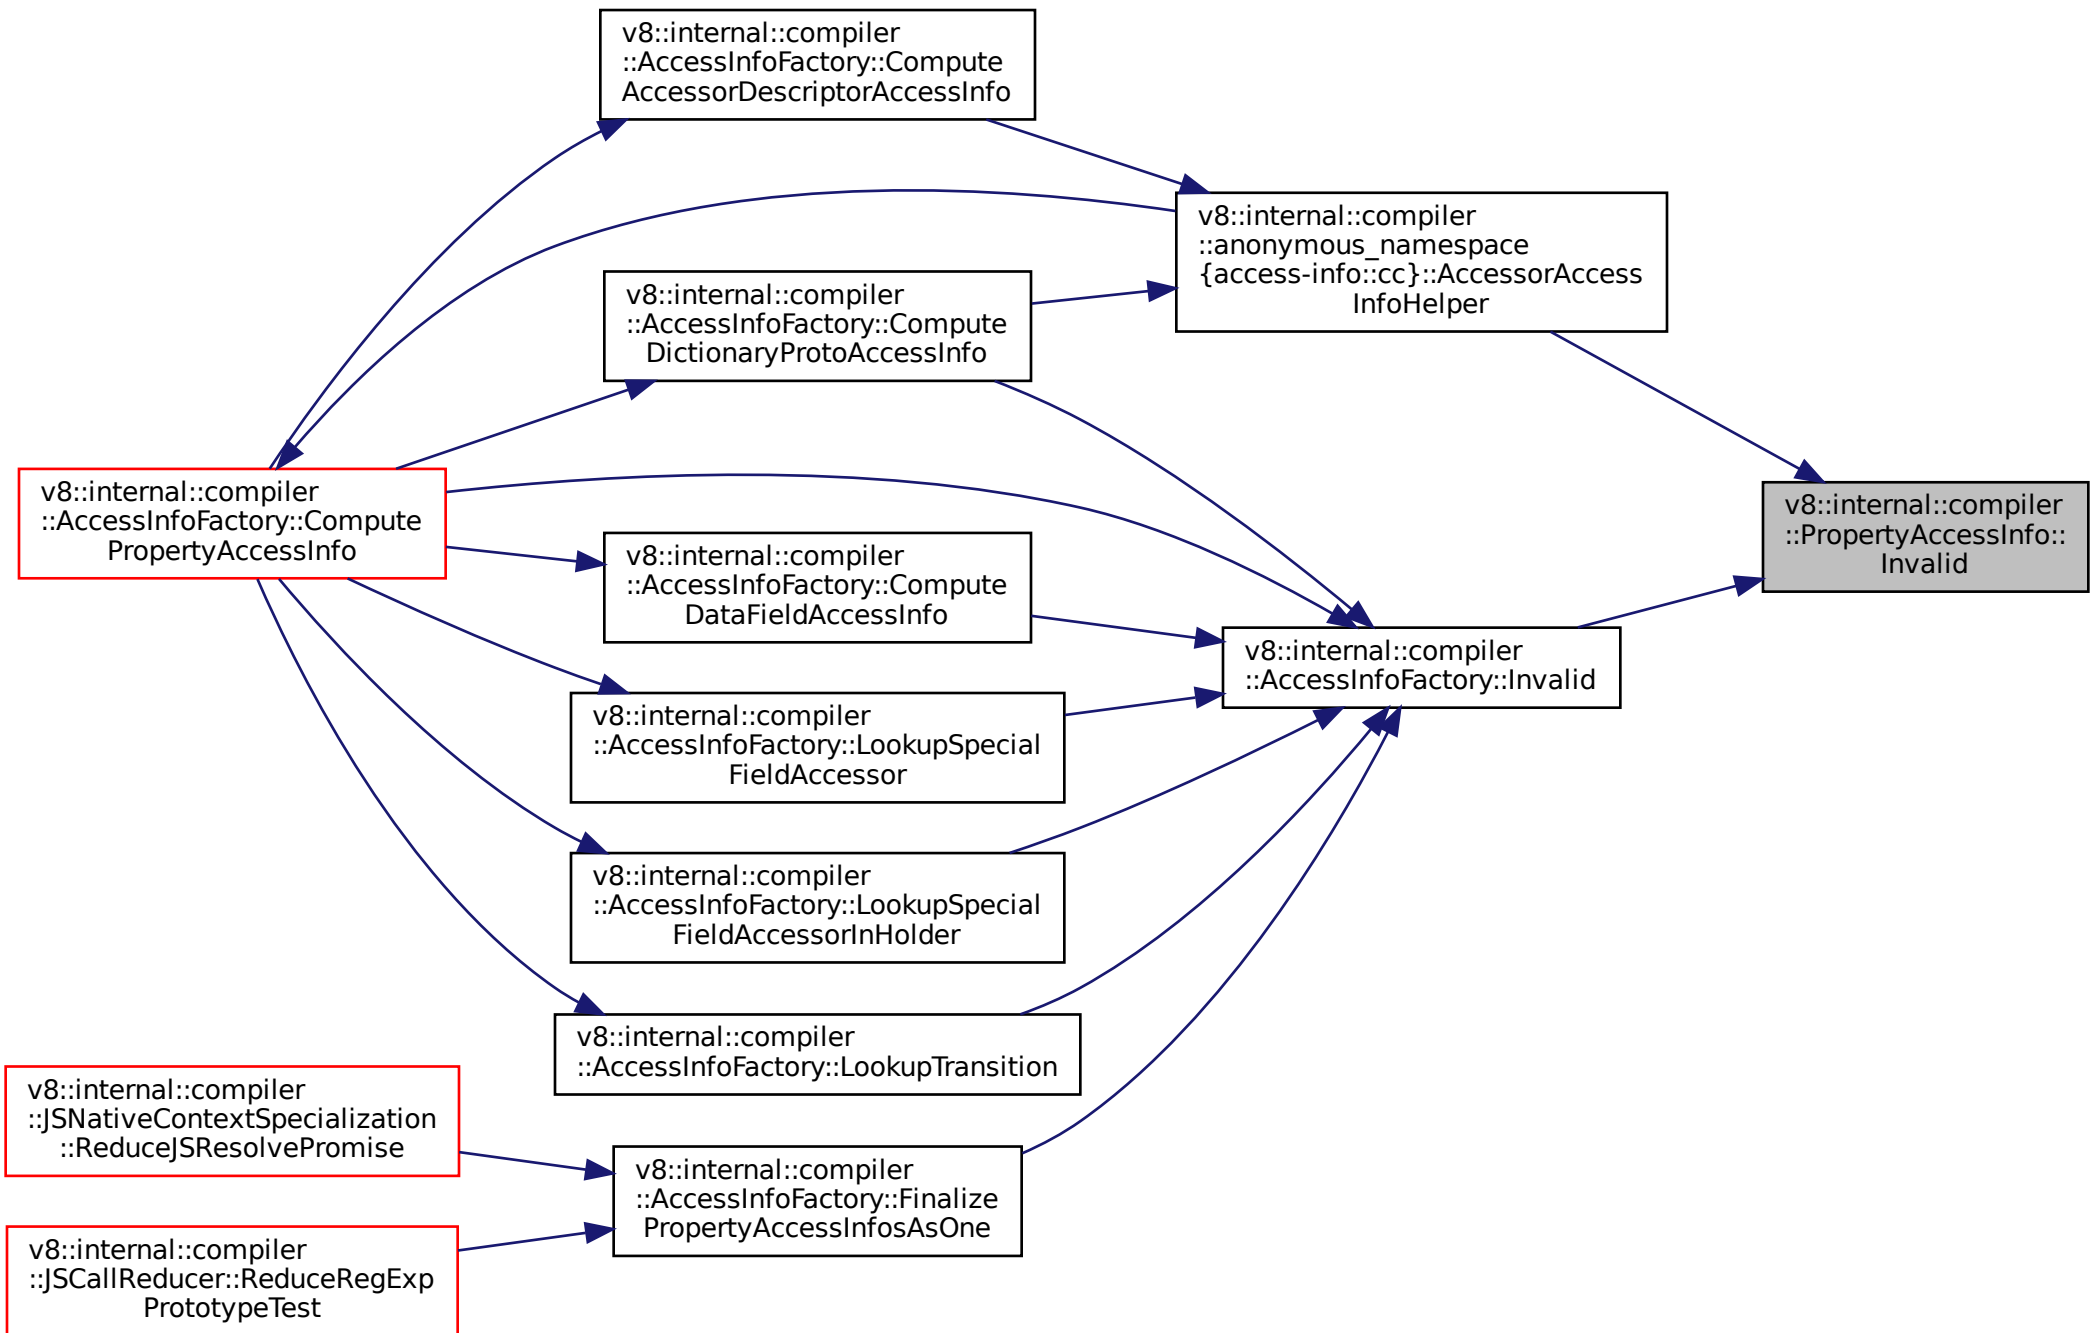 v8::internal::compiler
::AccessInfoFactory::Compute
AccessorDescriptorAccessInfo
v8::internal::compiler
::anonymous_namespace
{access-info::cc}::AccessorAccess
InfoHelper
v8::internal::compiler
::AccessInfoFactory::Compute
DictionaryProtoAccessInfo
v8::internal::compiler
::AccessInfoFactory::Compute
PropertyAccessInfo
v8::internal::compiler
::PropertyAccessInfo::
Invalid
v8::internal::compiler
::AccessInfoFactory::Compute
DataFieldAccessInfo
v8::internal::compiler
::AccessInfoFactory::Invalid
v8::internal::compiler
::AccessInfoFactory::LookupSpecial
FieldAccessor
v8::internal::compiler
::AccessInfoFactory::LookupSpecial
FieldAccessorInHolder
v8::internal::compiler
::AccessInfoFactory::LookupTransition
v8::internal::compiler
::JSNativeContextSpecialization
::ReduceJSResolvePromise
v8::internal::compiler
::AccessInfoFactory::Finalize
PropertyAccessInfosAsOne
v8::internal::compiler
::JSCallReducer::ReduceRegExp
PrototypeTest